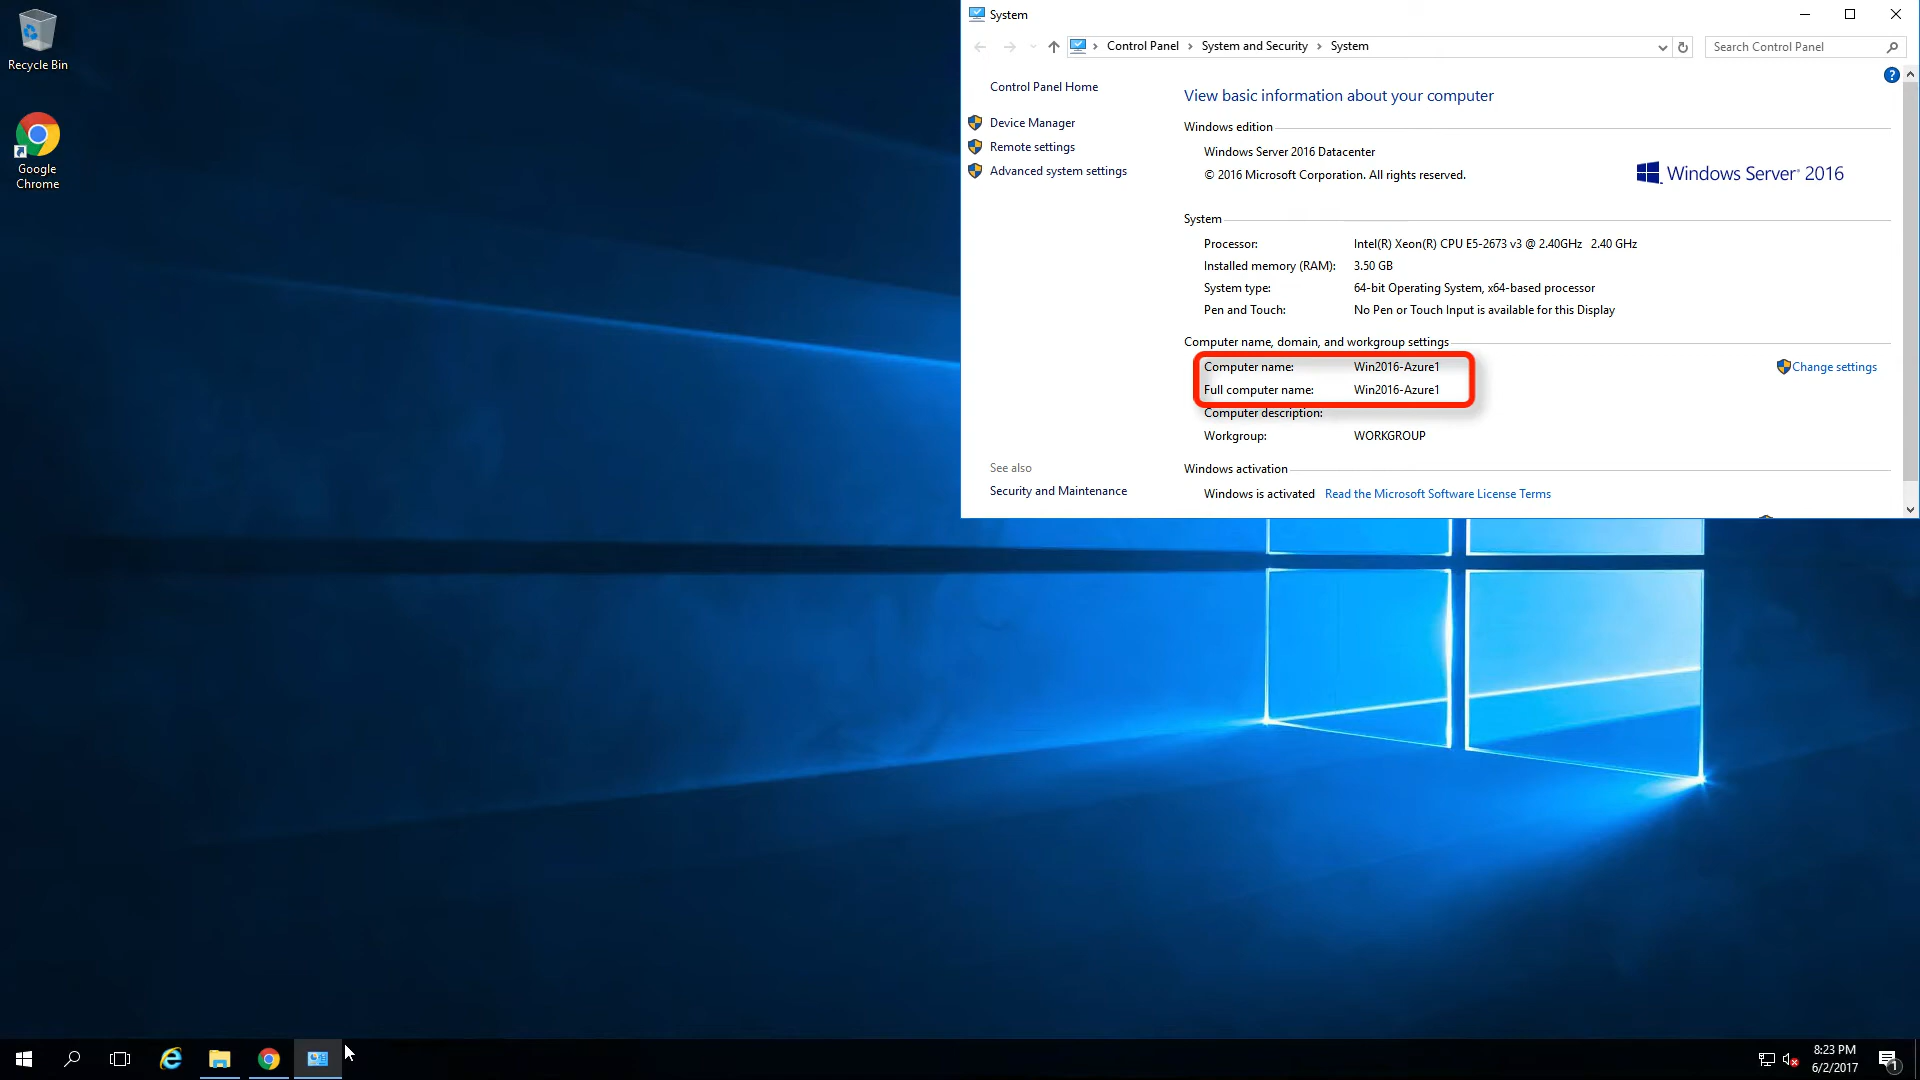 Recycle Bin
Google
Chrome
System
Control Panel
System and Security
System
Search Control Panel
Control Panel Home
Device Manager
Remote settings
Advanced system settings
See also
Security and Maintenance
?
View basic information about your computer
Windows edition
Windows Server 2016 Datacenter
© 2016 Microsoft Corporation. All rights reserved.
Windows Server® 2016
System
Processor: Intel(R) Xeon(R) CPU E5-2673 v3 @ 2.40GHz 2.40 GHz
Installed memory (RAM): 3.50 GB
System type: 64-bit Operating System, x64-based processor
Pen and Touch: No Pen or Touch Input is available for this Display
Computer name, domain, and workgroup settings
Computer name: Win2016-Azure1 Change settings
Full computer name: Win2016-Azure1
Computer description:
Workgroup: WORKGROUP
Windows activation
Windows is activated Read the Microsoft Software License Terms
8:23 PM
6/2/2017
1